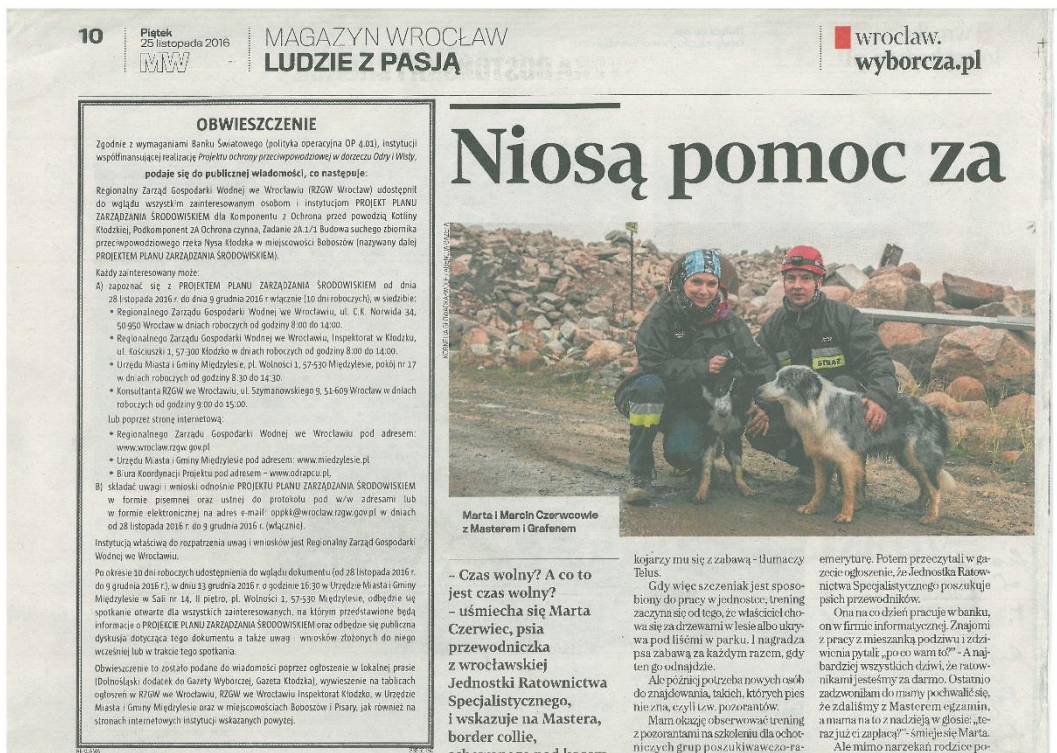 10
Piątek
25 listopada 2016
MW
MAGAZYN WROCŁAW
LUDZIE Z PASJĄ
wroclaw.
wyborcza.pl
OBWIESZCZENIE
Zgodnie z wymaganiami Banku Światowego (polityka operacyjna OP 4.01), instytucji
współfinansującej realizację Projektu ochrony przeciwpowodziowej w dorzeczu Odry i Wisły,
podaje się do publicznej wiadomości, co następuje:
Regionalny Zarząd Gospodarki Wodnej we Wrocławiu (RZGW Wrocław) udostępnił
do wglądu wszystkim zainteresowanym osobom i instytucjom PROJEKT PLANU
ZARZĄDZANIA ŚRODOWISKIEM dla Komponentu 2 Ochrona przed powodzią Kotliny
Kłodzkiej, Podkomponent 2A Ochrona czynna, Zadanie 2A.1/1 Budowa suchego zbiornika
przeciwpowodziowego rzeka Nysa Kłodzka w miejscowości Boboszów (nazywany dalej
PROJEKTEM PLANU ZARZĄDZANIA ŚRODOWISKIEM).
Każdy zainteresowany może:
A) zapoznać się z PROJEKTEM PLANU ZARZĄDZANIA ŚRODOWISKIEM od dnia
28 listopada 2016 r. do dnia 9 grudnia 2016 r włącznie (10 dni roboczych), w siedzibie:
• Regionalnego Zarządu Gospodarki Wodnej we Wrocławiu, ul. C.K. Norwida 34,
50-950 Wrocław w dniach roboczych od godziny 8:00 do 14:00.
• Regionalnego Zarządu Gospodarki Wodnej we Wrocławiu, Inspektorat w Kłodzku,
ul. Kościuszki 1, 57-300 Kłodzko w dniach roboczych od godziny 8:00 do 14:00.
• Urzędu Miasta i Gminy Międzylesie, pl. Wolności 1, 57-530 Międzylesie, pokój nr 17
w dniach roboczych od godziny 8:30 do 14:30.
• Konsultanta RZGW we Wrocławiu, ul. Szymanowskiego 9, 51-609 Wrocław w dniach
roboczych od godziny 9:00 do 15:00.
lub poprzez stronę internetową:
• Regionalnego Zarządu Gospodarki Wodnej we Wrocławiu pod adresem:
www.wroclaw.rzgw.gov.pl
• Urzędu Miasta i Gminy Międzylesie pod adresem: www.miedzylesie.pl
• Biura Koordynacji Projektu pod adresem – www.odrapcu.pl,
B) składać uwagi i wnioski odnośnie PROJEKTU PLANU ZARZĄDZANIA ŚRODOWISKIEM
w formie pisemnej oraz ustnej do protokołu pod w/w adresami lub
w formie elektronicznej na adres e-mail: oppkk@wroclaw.rzgw.gov.pl w dniach
od 28 listopada 2016 r. do 9 grudnia 2016 r. (włącznie).
Instytucją właściwą do rozpatrzenia uwag i wniosków jest Regionalny Zarząd Gospodarki
Wodnej we Wrocławiu.
Po okresie 10 dni roboczych udostępnienia do wglądu dokumentu (od 28 listopada 2016 r.
do 9 grudnia 2016 r.), w dniu 13 grudnia 2016 r. o godzinie 16:30 w Urzędzie Miasta i Gminy
Międzylesie w Sali nr 14, II piętro, pl. Wolności 1, 57-530 Międzylesie, odbędzie się
spotkanie otwarte dla wszystkich zainteresowanych, na którym przedstawione będą
informacje o PROJEKCIE PLANU ZARZĄDZANIA ŚRODOWISKIEM oraz odbędzie się publiczna
dyskusja dotycząca tego dokumentu a także uwag i wniosków złożonych do niego
wcześniej lub w trakcie tego spotkania.
Obwieszczenie to zostało podane do wiadomości poprzez ogłoszenie w lokalnej prasie
(Dolnośląski dodatek do Gazety Wyborczej, Gazeta Kłodzka), wywieszenie na tablicach
ogłoszeń w RZGW we Wrocławiu, RZGW we Wrocławiu Inspektorat Kłodzko, w Urzędzie
Miasta i Gminy Międzylesie oraz w miejscowościach Boboszów i Pisary, jak również na
stronach internetowych instytucji wskazanych powyżej.
Niosą pomoc za
STRAŻ
Marta i Marcin Czerwcowie
z Masterem i Grafenem
– Czas wolny? A co to
jest czas wolny?
– uśmiecha się Marta
Czerwiec, psia
przewodniczka
z wrocławskiej
Jednostki Ratownictwa
Specjalistycznego,
i wskazuje na Mastera,
border collie,
kojarzy mu się z zabawą – tłumaczy
Telus.
Gdy więc szczeniak jest sposo-
biony do pracy w jednostce, trening
zaczyna się od tego, że właściciel cho-
wa się za drzewami w lesie albo ukry-
wa pod liśćmi w parku. I nagradza
psa zabawą za każdym razem, gdy
ten go odnajdzie.
Ale później potrzeba nowych osób
do znajdowania, takich, których pies
nie zna, czyli tzw. pozorantów.
Mam okazję obserwować trening
z pozorantami na szkoleniu dla ochot-
niczych grup poszukiwawczo-ra-
emeryturę. Potem przeczytali w ga-
zecie ogłoszenie, że Jednostka Ratow-
nictwa Specjalistycznego poszukuje
psich przewodników.
Ona na co dzień pracuje w banku,
on w firmie informatycznej. Znajomi
z pracy z mieszanką podziwu i zdzi-
wienia pytali: „po co wam to?” – A naj-
bardziej wszystkich dziwi, że ratow-
nikami jesteśmy za darmo. Ostatnio
zadzwoniłam do mamy pochwalić się,
że zdaliśmy z Masterem egzamin,
a mama na to z nadzieją w głosie: „te-
raz już ci zapłacą?” – śmieje się Marta.
Ale mimo narzekań rodzice po-